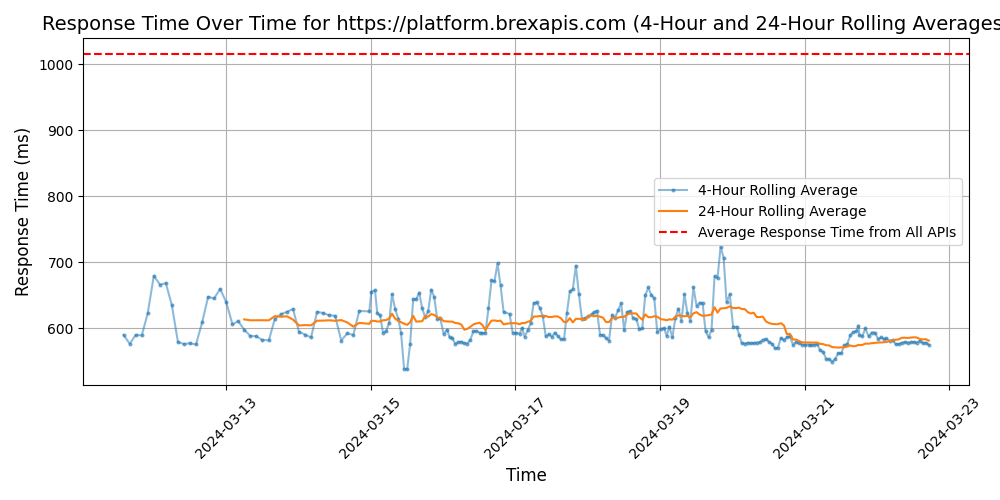 Response Time Over Time for https://platform.brexapis.com (4-Hour and 24-Hour Rolling Averages
Response Time (ms)
1000
900
800
700
600
4-Hour Rolling Average
24-Hour Rolling Average
Average Response Time from All APIs
2024-03-13
2024-03-15
2024-03-17
2024-03-19
2024-03-21
2024-03-23
Time